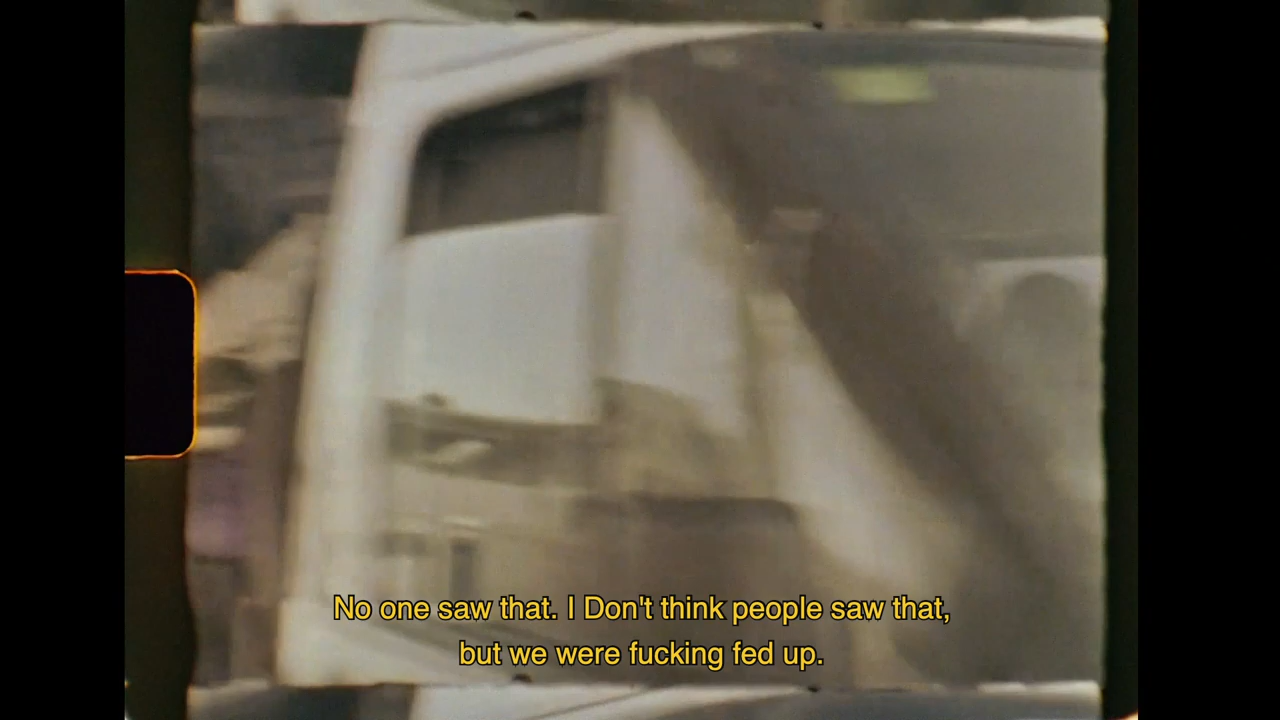 No one saw that. I Don't think people saw that,
but we were fucking fed up.